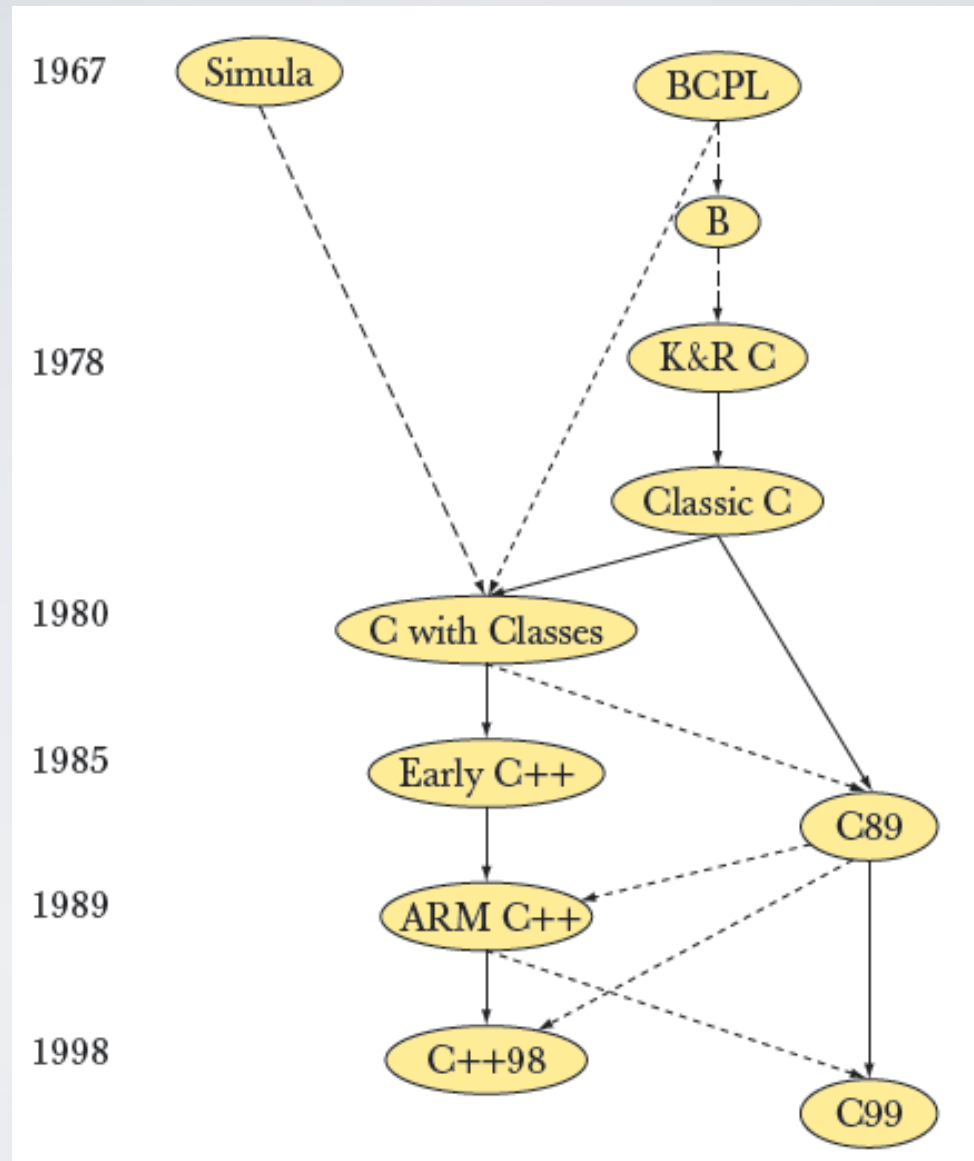 1967
Simula
BCPL
B
1978
K&R C
Classic C
1980
C with Classes
1985
Early C++
C89
1989
ARM C++
1998
C++98
C99